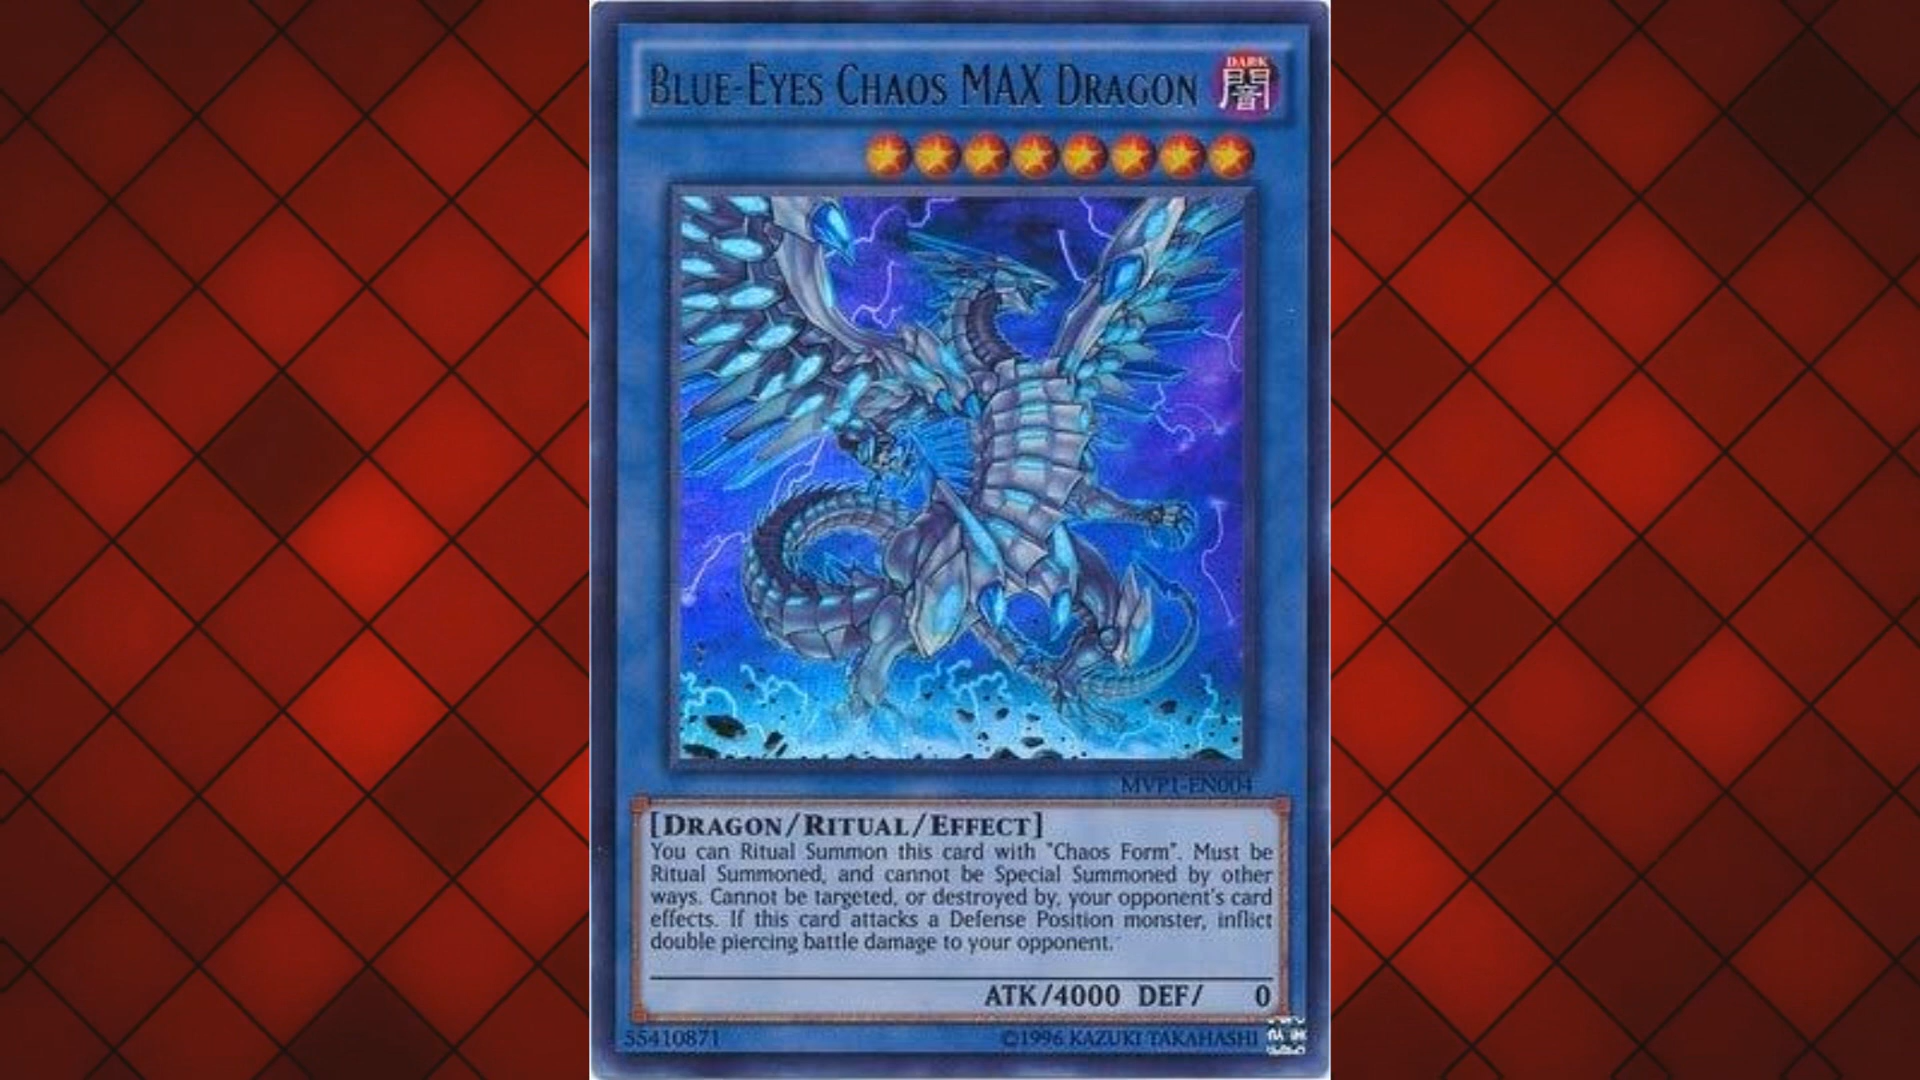 Blue-Eyes Chaos MAX Dragon
DARK
闇
MVP1-EN004
[Dragon/Ritual/Effect]
You can Ritual Summon this card with "Chaos Form". Must be
Ritual Summoned, and cannot be Special Summoned by other
ways. Cannot be targeted, or destroyed by, your opponent's card
effects. If this card attacks a Defense Position monster, inflict
double piercing battle damage to your opponent.
ATK/4000 DEF/ 0
55410871
©1996 KAZUKI TAKAHASHI